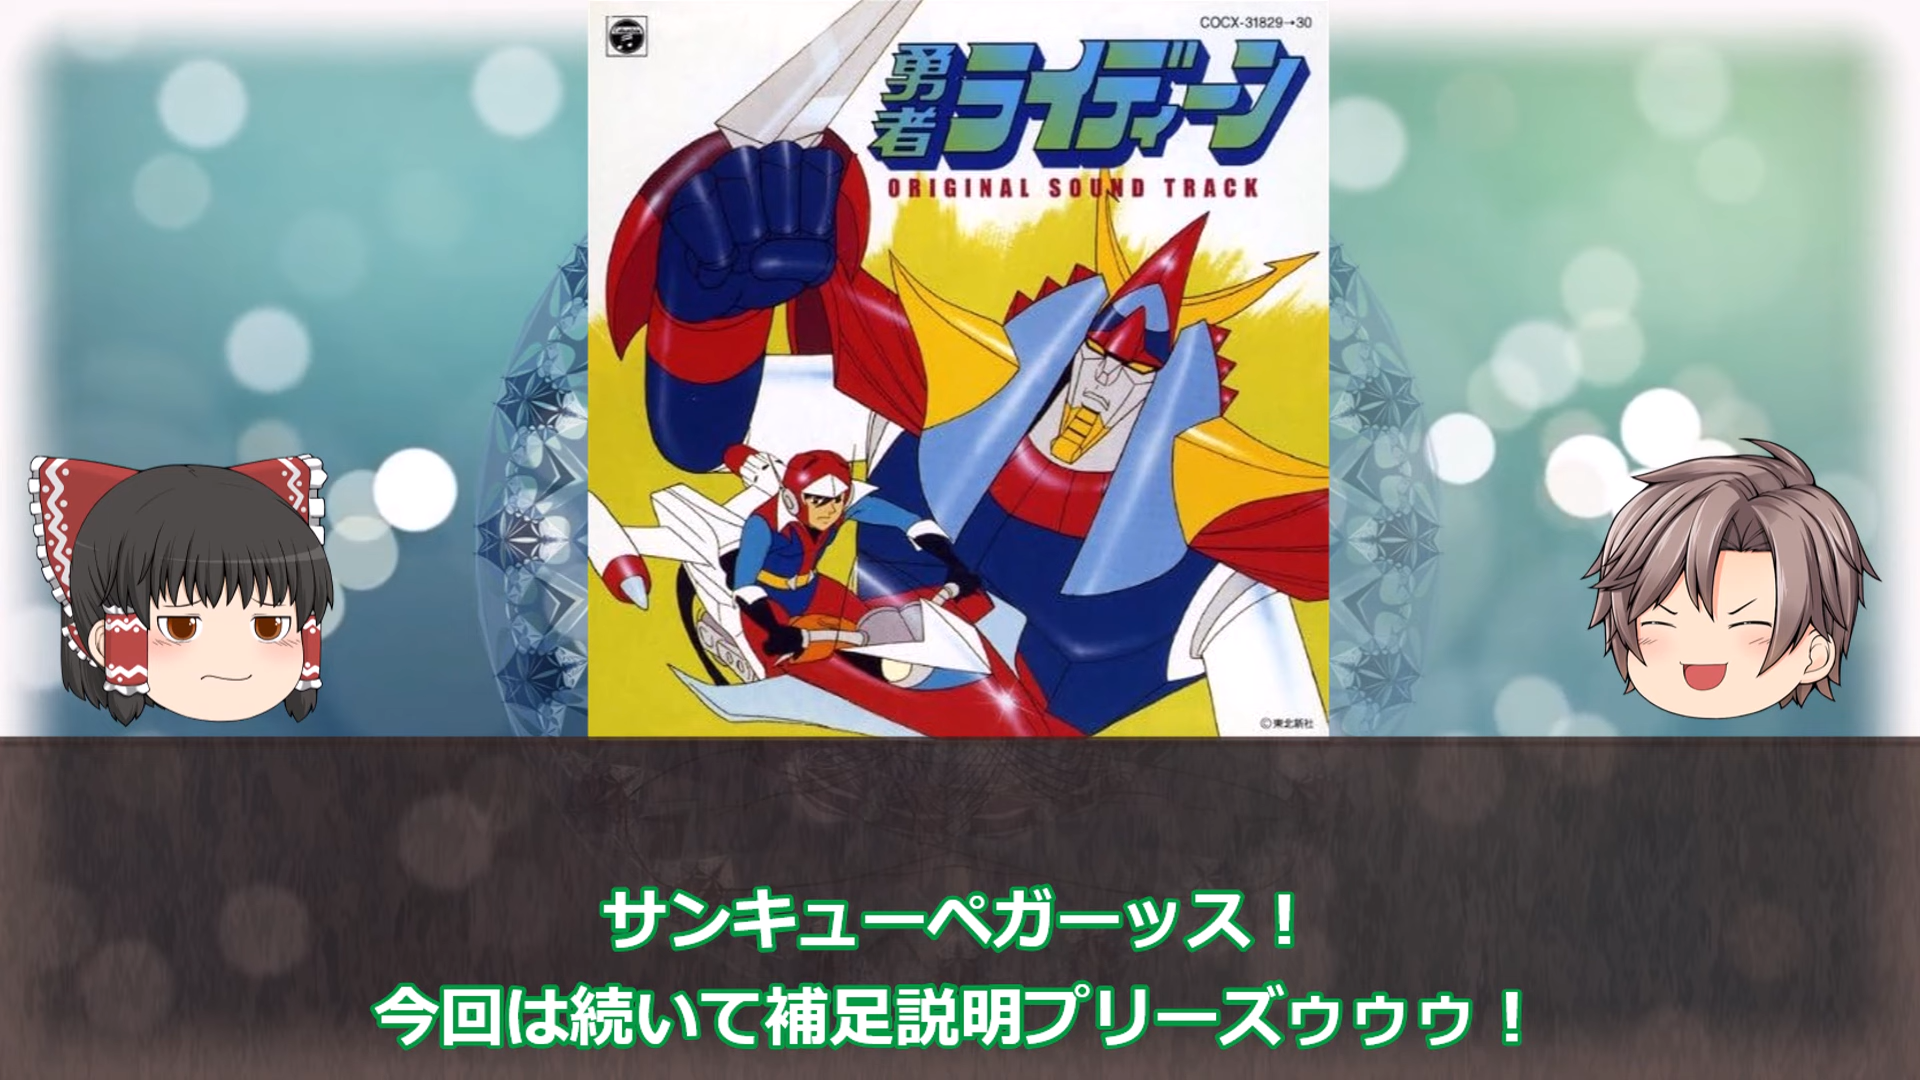 COCX-31829→30
勇者ライディーン
ORIGINAL SOUND TRACK
©東北新社
サンキューペガーッス！
今回は続いて補足説明プリーズゥゥゥ！